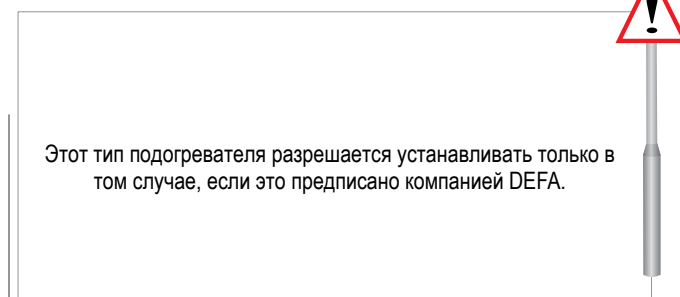 Этот тип подогревателя разрешается устанавливать только в
том случае, если это предписано компанией DEFA.